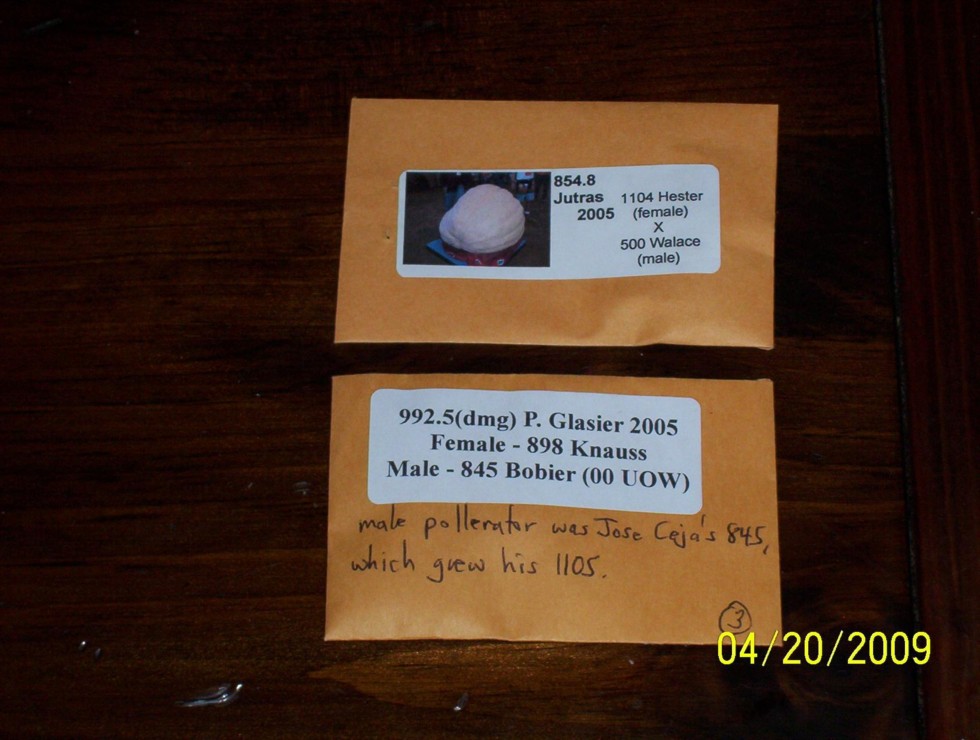 854.8
Jutras
2005
1104 Hester
(female)
X
500 Walace
(male)
992.5(dmg) P. Glasier 2005
Female - 898 Knauss
Male - 845 Bobier (00 UOW)
male pollerator was Jose Ceja's 845,
which grew his 1105.
3
04/20/2009